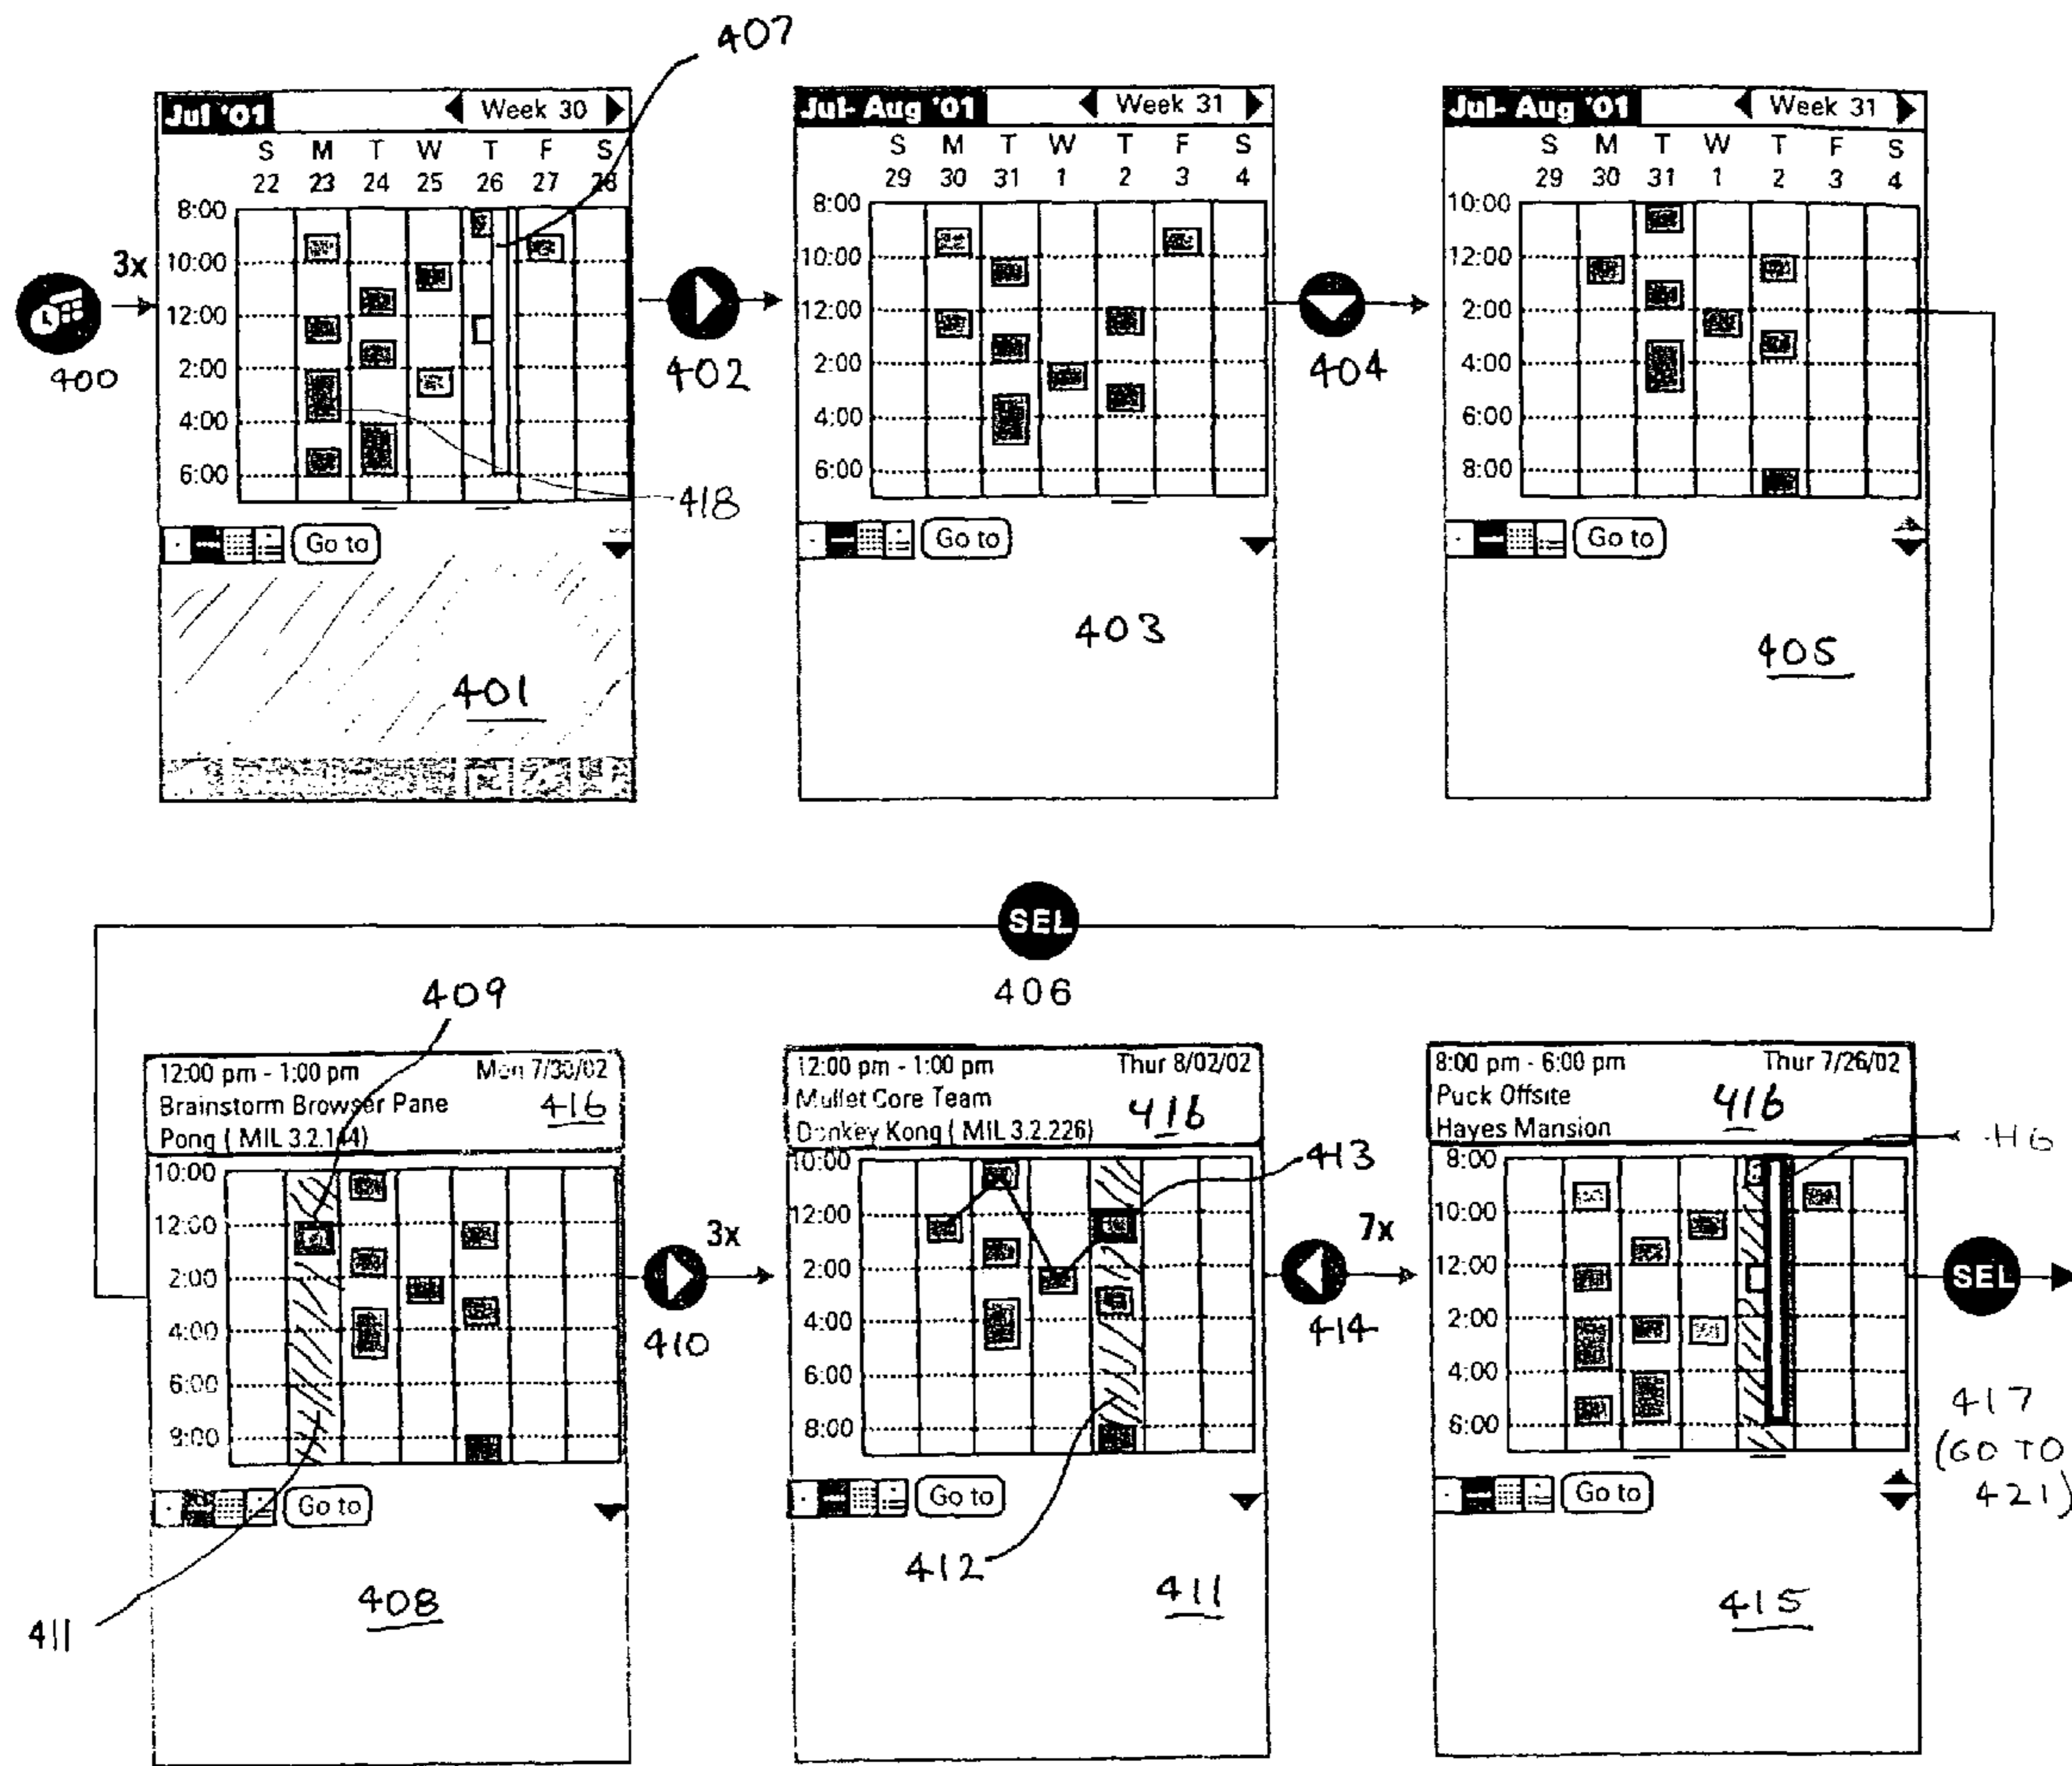 407
Jul '01 Week 30
S M T W T F S
22 23 24 25 26 27 28
8:00
10:00
12:00
2:00
4:00
6:00
Go to
3x
400
418
401
402
Jul- Aug '01 Week 31
S M T W T F S
29 30 31 1 2 3 4
8:00
10:00
12:00
2:00
4:00
6:00
Go to
403
404
Jul- Aug '01 Week 31
S M T W T F S
29 30 31 1 2 3 4
10:00
12:00
2:00
4:00
6:00
8:00
Go to
405
SEL
406
409
12:00 pm - 1:00 pm Mon 7/30/02
Brainstorm Browser Pane 416
Pong ( MIL 3.2.144)
10:00
12:00
2:00
4:00
6:00
8:00
Go to
411
408
3x
410
12:00 pm - 1:00 pm Thur 8/02/02
Mullet Core Team 416
Donkey Kong ( MIL 3.2.226)
10:00
12:00
2:00
4:00
6:00
8:00
413
Go to
412
411
7x
414
8:00 pm - 6:00 pm Thur 7/26/02
Puck Offsite 416
Hayes Mansion
8:00
10:00
12:00
2:00
4:00
6:00
Go to
415
SEL
417
(GO TO
421)